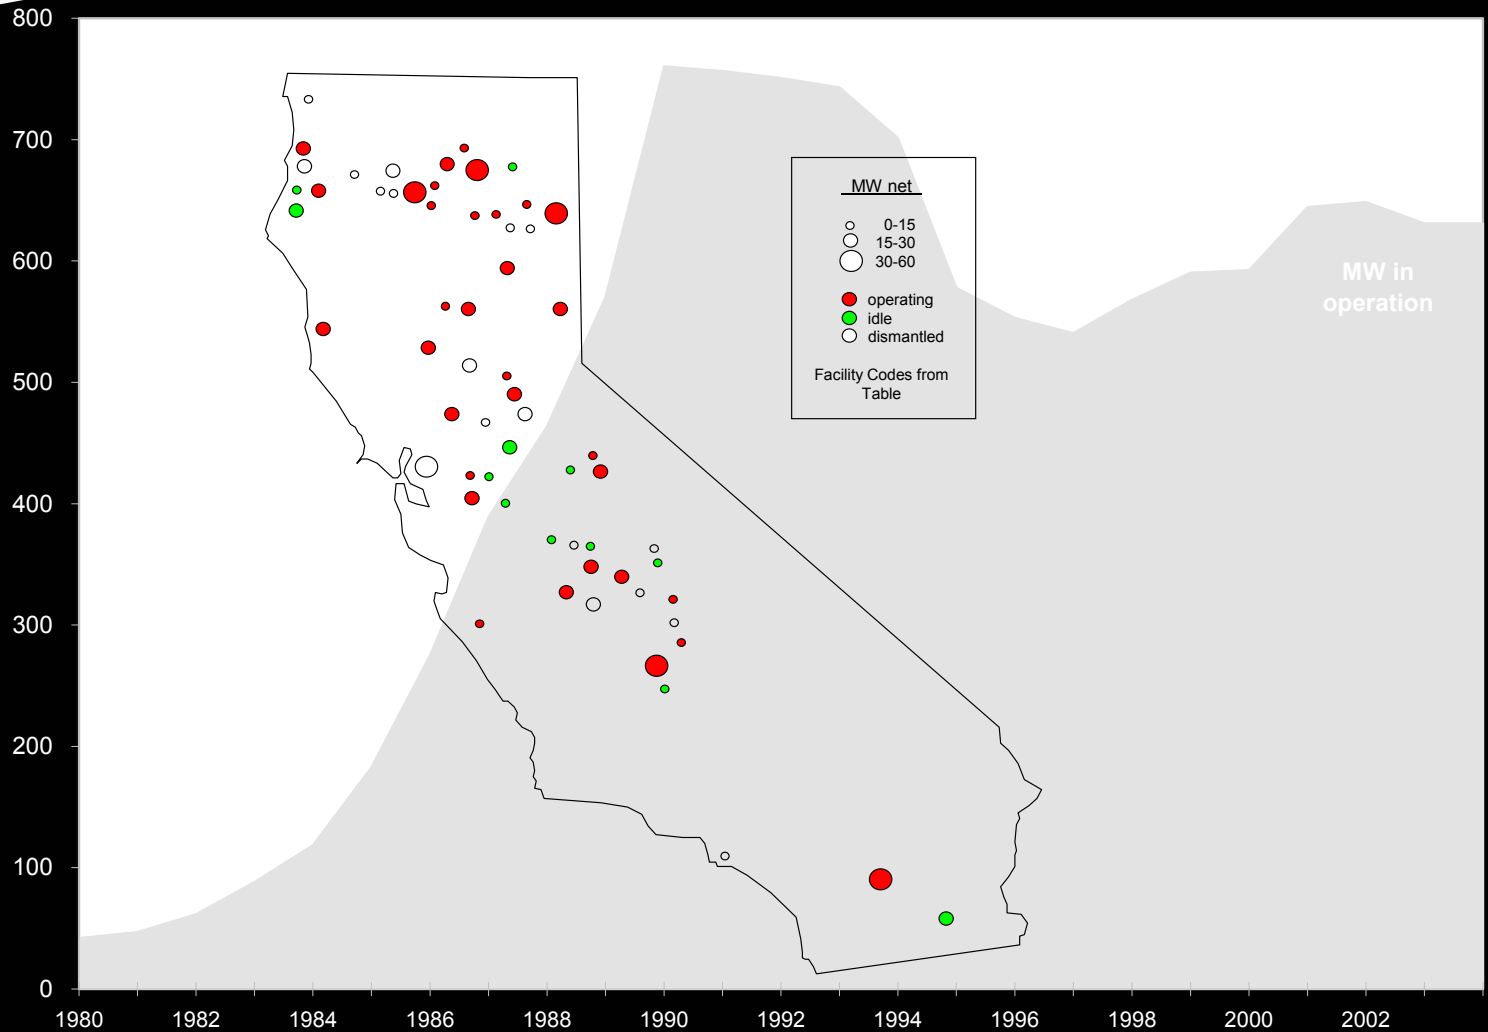 800
700
600
500
400
300
200
100
0
MW net
0-15
15-30
30-60
operating
idle
dismantled
Facility Codes from
Table
MW in
operation
1980 1982 1984 1986 1988 1990 1992 1994 1996 1998 2000 2002